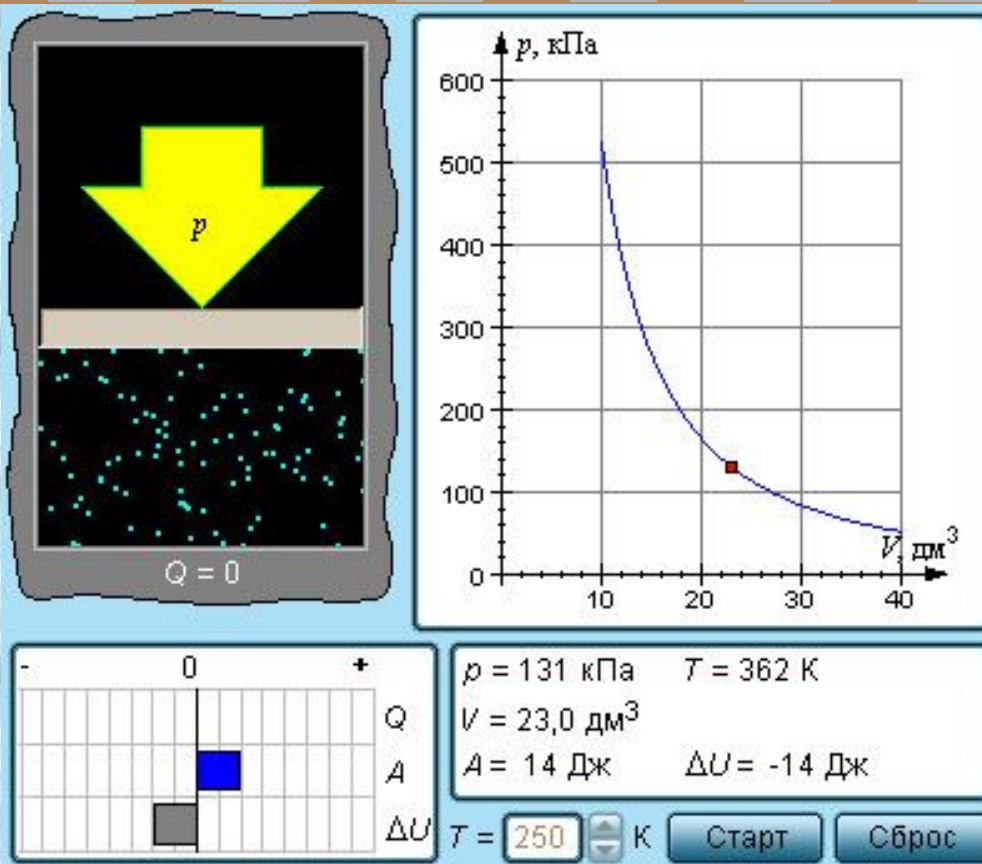 p
Q = 0
p, кПа
600
500
400
300
200
100
0
10 20 30 40
V, дм³
- 0 +
Q
A
ΔU
p = 131 кПа T = 362 К
V = 23,0 дм³
A = 14 Дж ΔU = -14 Дж
T = 250 К Старт Сброс